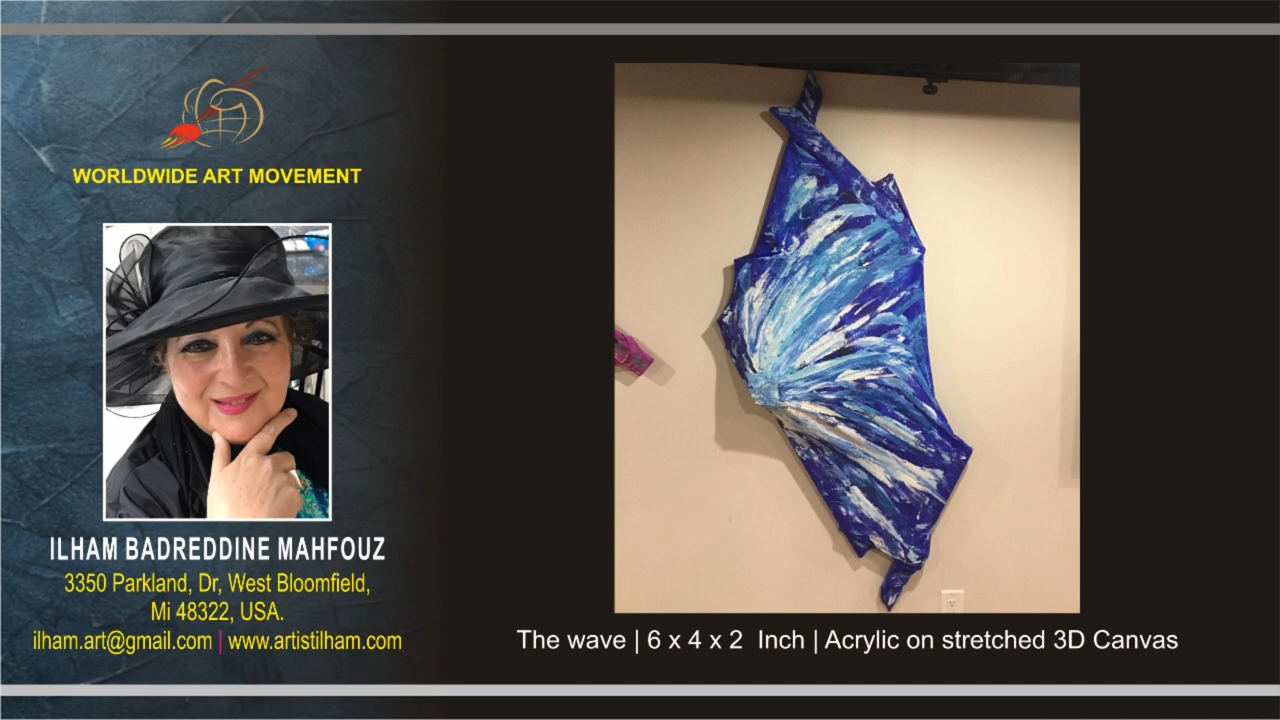 WORLDWIDE ART MOVEMENT
ILHAM BADREDDINE MAHFOUZ
3350 Parkland, Dr, West Bloomfield,
Mi 48322, USA.
ilham.art@gmail.com | www.artistilham.com
The wave | 6 x 4 x 2  Inch | Acrylic on stretched 3D Canvas